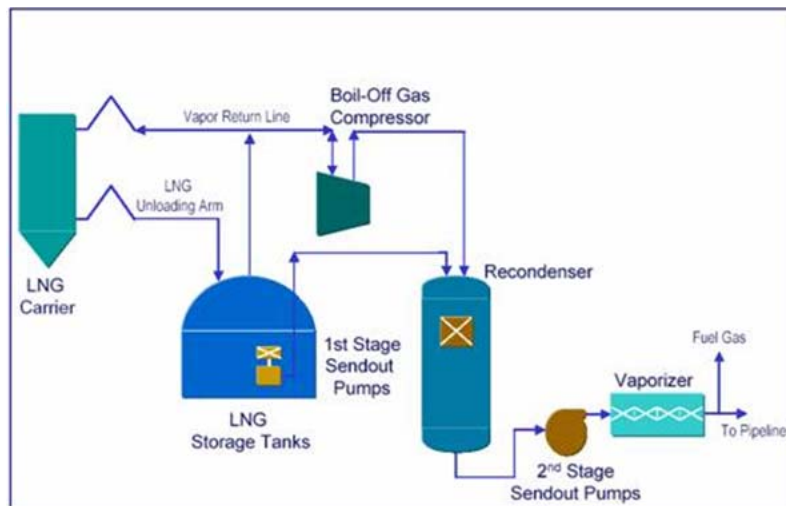 Boil-Off Gas
Compressor
Vapor Return Line
LNG
Unloading Arm
LNG
Carrier
Recondenser
1st Stage
Sendout
Pumps
LNG
Storage Tanks
Fuel Gas
Vaporizer
To Pipeline
2nd Stage
Sendout Pumps